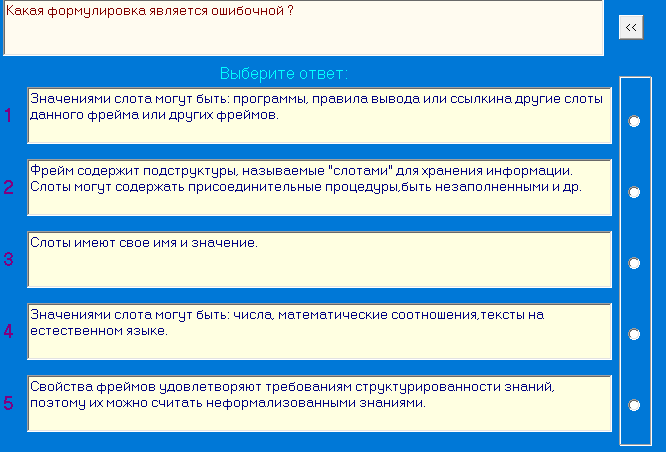 Какая формулировка является ошибочной ?
<<
Выберите ответ:
1
Значениями слота могут быть: программы, правила вывода или ссылкина другие слоты
данного фрейма или других фреймов.
2
Фрейм содержит подструктуры, называемые "слотами" для хранения информации.
Слоты могут содержать присоединительные процедуры,быть незаполненными и др.
3
Слоты имеют свое имя и значение.
4
Значениями слота могут быть: числа, математические соотношения,тексты на
естественном языке.
5
Свойства фреймов удовлетворяют требованиям структурированности знаний,
поэтому их можно считать неформализованными знаниями.